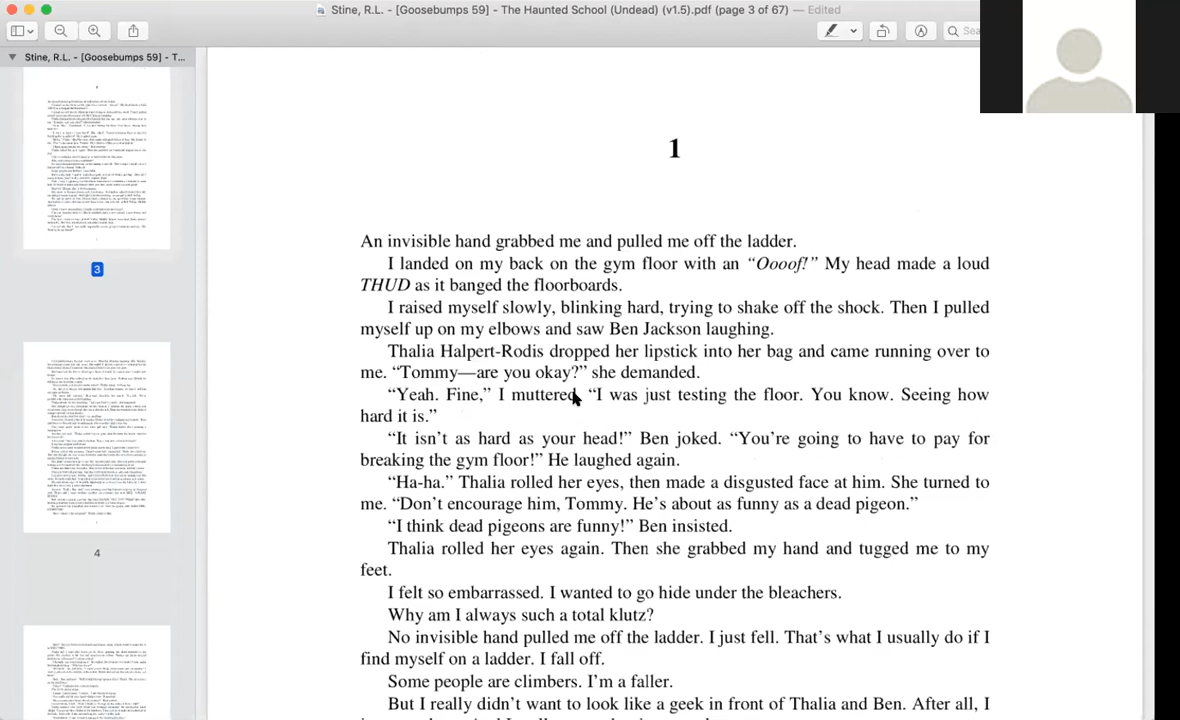 Stine, R.L. - [Goosebumps 59] - The Haunted School (Undead) (v1.5).pdf (page 3 of 67) — Edited
Stine, R.L. - [Goosebumps 59] - T...
3
4
1
An invisible hand grabbed me and pulled me off the ladder.
I landed on my back on the gym floor with an “Oooof!” My head made a loud
THUD as it banged the floorboards.
I raised myself slowly, blinking hard, trying to shake off the shock. Then I pulled
myself up on my elbows and saw Ben Jackson laughing.
Thalia Halpert-Rodis dropped her lipstick into her bag and came running over to
me. “Tommy—are you okay?” she demanded.
“Yeah. Fine,” I muttered. “I was just testing the floor. You know. Seeing how
hard it is.”
“It isn’t as hard as your head!” Ben joked. “You’re going to have to pay for
breaking the gym floor!” He laughed again.
“Ha-ha.” Thalia rolled her eyes, then made a disgusted face at him. She turned to
me. “Don’t encourage him, Tommy. He’s about as funny as a dead pigeon.”
“I think dead pigeons are funny!” Ben insisted.
Thalia rolled her eyes again. Then she grabbed my hand and tugged me to my
feet.
I felt so embarrassed. I wanted to go hide under the bleachers.
Why am I always such a total klutz?
No invisible hand pulled me off the ladder. I just fell. That’s what I usually do if I
find myself on a ladder. I fall off.
Some people are climbers. I’m a faller.
But I really didn’t want to look like a geek in front of Thalia and Ben. After all, I